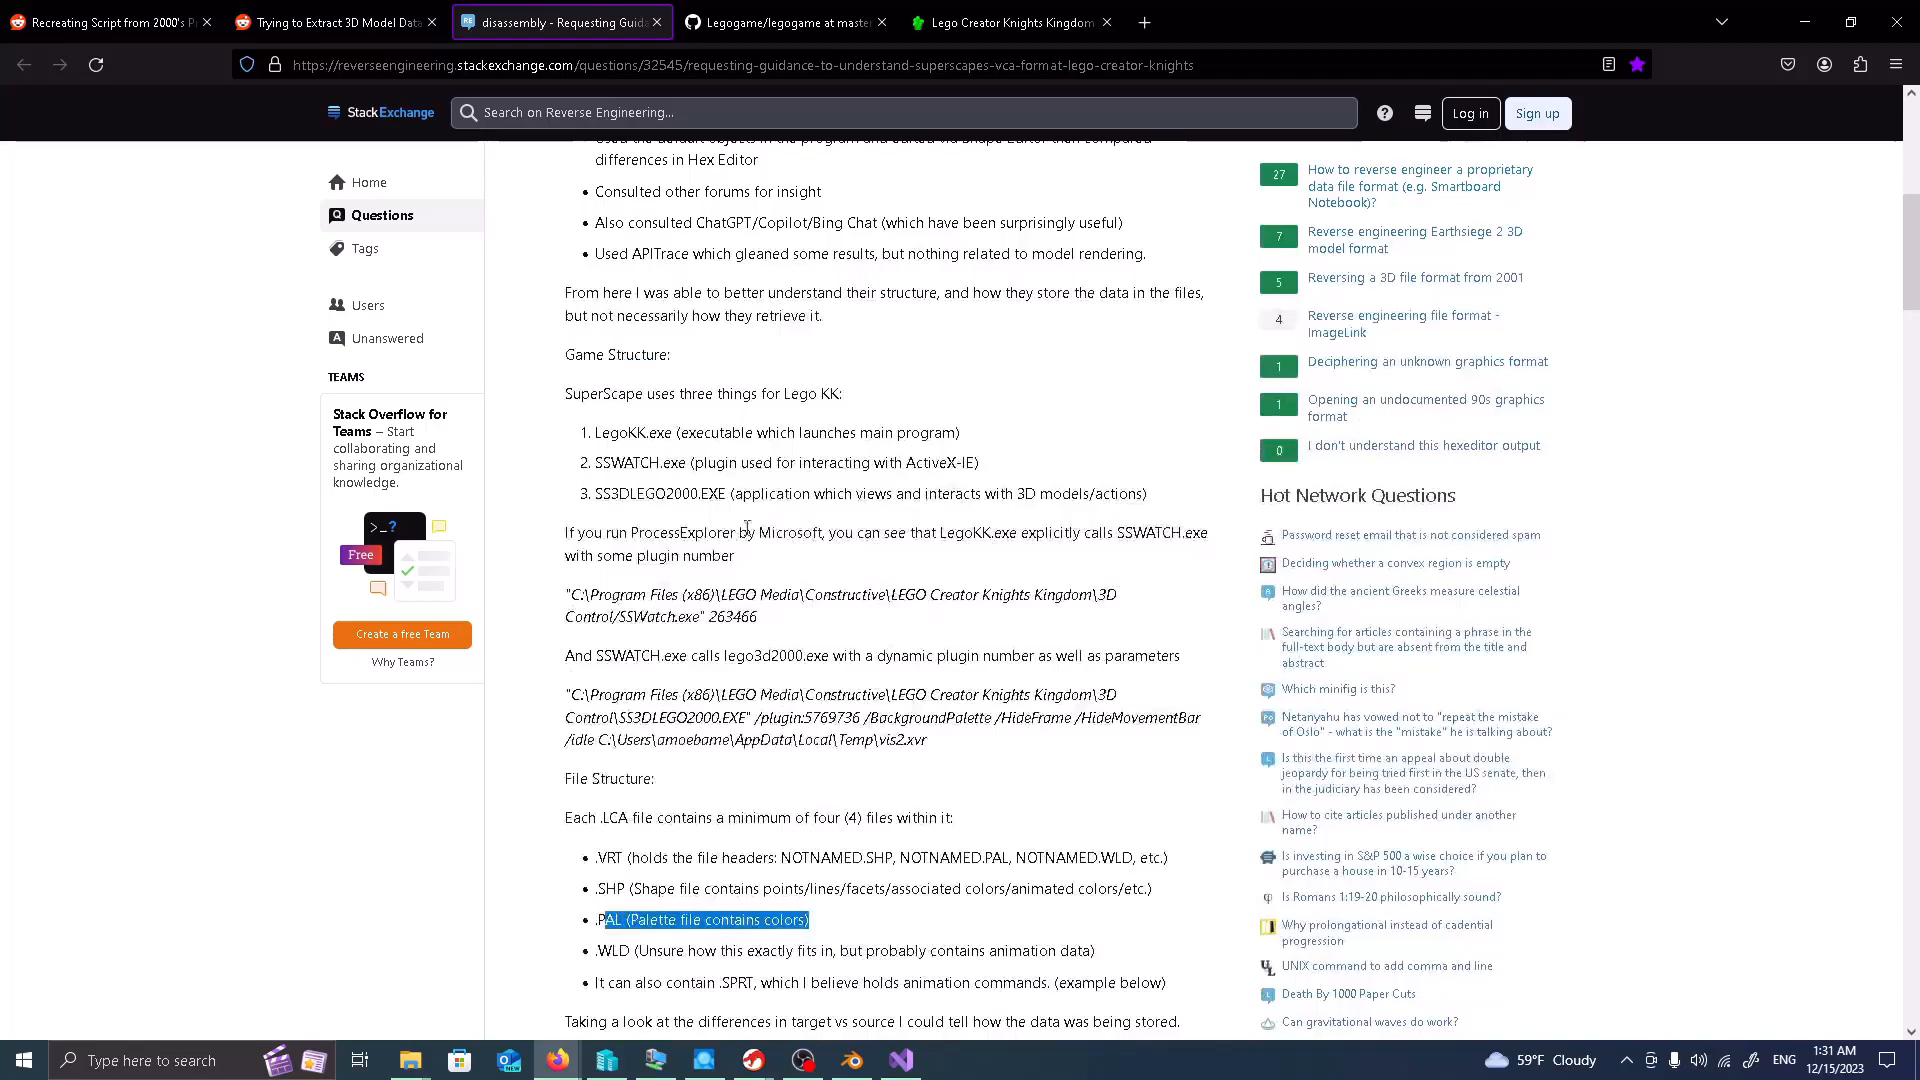 Recreating Script from 2000's P
Trying to Extract 3D Model Data
disassembly - Requesting Guida
Legogame/legogame at master
Lego Creator Knights Kingdom
https://reverseengineering.stackexchange.com/questions/32545/requesting-guidance-to-understand-superscapes-vca-format-lego-creator-knights
StackExchange
Search on Reverse Engineering...
Log in
Sign up
Home
Questions
Tags
Users
Unanswered
TEAMS
Stack Overflow for
Teams – Start
collaborating and
sharing organizational
knowledge.
Free
Create a free Team
Why Teams?
Used the default objects in the program and edited via Shape Editor then compared
differences in Hex Editor
• Consulted other forums for insight
• Also consulted ChatGPT/Copilot/Bing Chat (which have been surprisingly useful)
• Used APITrace which gleaned some results, but nothing related to model rendering.
From here I was able to better understand their structure, and how they store the data in the files,
but not necessarily how they retrieve it.
Game Structure:
SuperScape uses three things for Lego KK:
1. LegoKK.exe (executable which launches main program)
2. SSWATCH.exe (plugin used for interacting with ActiveX-IE)
3. SS3DLEGO2000.EXE (application which views and interacts with 3D models/actions)
If you run ProcessExplorer by Microsoft, you can see that LegoKK.exe explicitly calls SSWATCH.exe
with some plugin number
"C:\Program Files (x86)\LEGO Media\Constructive\LEGO Creator Knights Kingdom\3D
Control/SSWatch.exe" 263466
And SSWATCH.exe calls lego3d2000.exe with a dynamic plugin number as well as parameters
"C:\Program Files (x86)\LEGO Media\Constructive\LEGO Creator Knights Kingdom\3D
Control\SS3DLEGO2000.EXE" /plugin:5769736 /BackgroundPalette /HideFrame /HideMovementBar
/idle C:\Users\amoebame\AppData\Local\Temp\vis2.xvr
File Structure:
Each .LCA file contains a minimum of four (4) files within it:
• .VRT (holds the file headers: NOTNAMED.SHP, NOTNAMED.PAL, NOTNAMED.WLD, etc.)
• .SHP (Shape file contains points/lines/facets/associated colors/animated colors/etc.)
• .PAL (Palette file contains colors)
• .WLD (Unsure how this exactly fits in, but probably contains animation data)
• It can also contain .SPRT, which I believe holds animation commands. (example below)
Taking a look at the differences in target vs source I could tell how the data was being stored.
27 How to reverse engineer a proprietary
data file format (e.g. Smartboard
Notebook)?
7 Reverse engineering Earthsiege 2 3D
model format
5 Reversing a 3D file format from 2001
4 Reverse engineering file format -
ImageLink
1 Deciphering an unknown graphics format
1 Opening an undocumented 90s graphics
format
0 I don't understand this hexeditor output
Hot Network Questions
Password reset email that is not considered spam
Deciding whether a convex region is empty
How did the ancient Greeks measure celestial
angles?
Searching for articles containing a phrase in the
full-text body but are absent from the title and
abstract
Which minifig is this?
Netanyahu has vowed not to "repeat the mistake
of Oslo" - what is the "mistake" he is talking about?
Is this the first time an appeal about double
jeopardy for being tried first in the US senate, then
in the judiciary has been considered?
How to cite articles published under another
name?
Is investing in S&P 500 a wise choice if you plan to
purchase a house in 10-15 years?
Is Romans 1:19-20 philosophically sound?
Why prolongational instead of cadential
progression
UNIX command to add comma and line
Death By 1000 Paper Cuts
Can gravitational waves do work?
Type here to search
59°F Cloudy
ENG
1:31 AM
12/15/2023